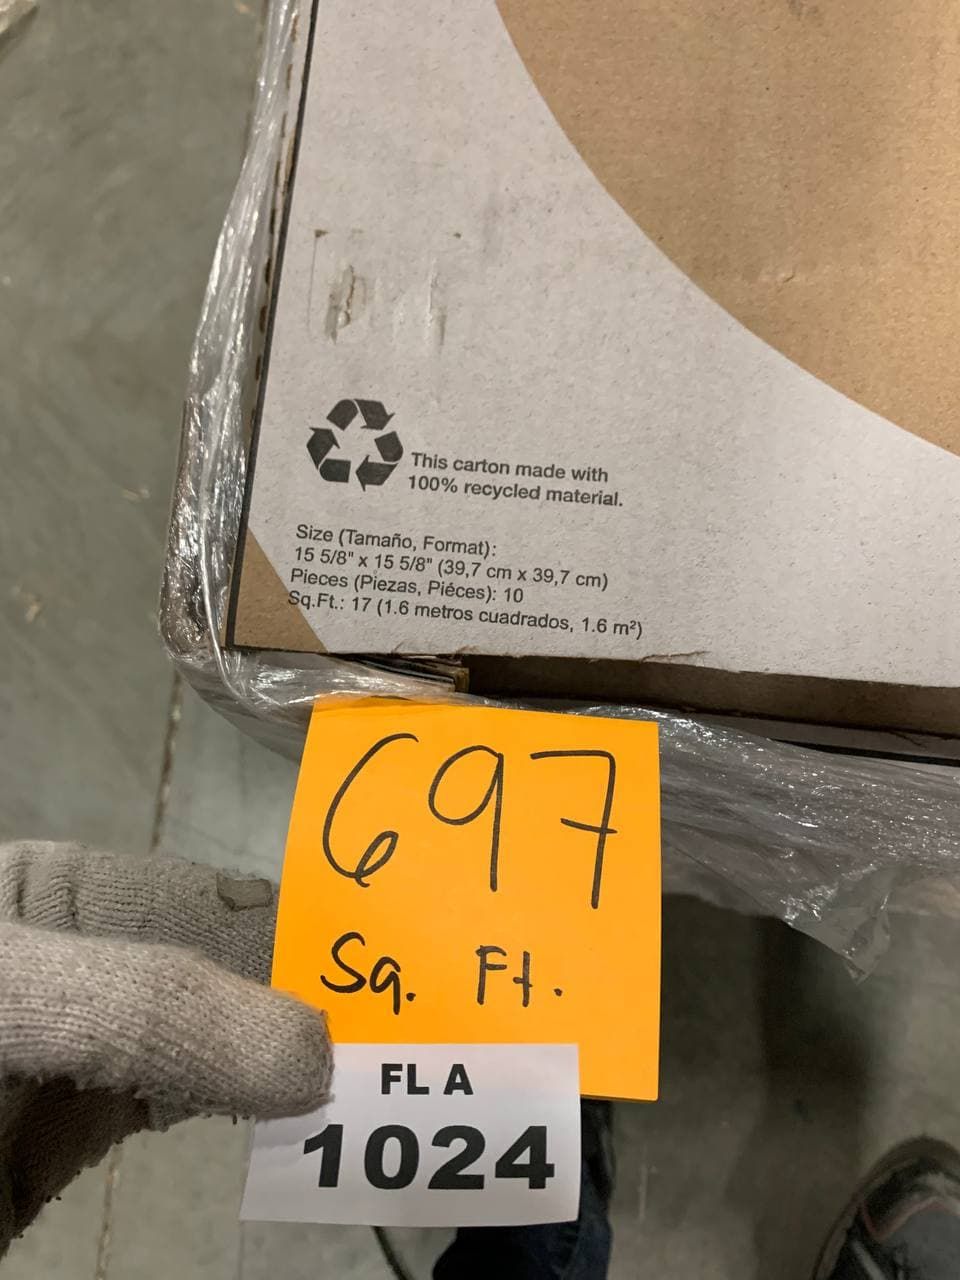 This carton made with
100% recycled material.
Size (Tamaño, Format):
15 5/8" x 15 5/8" (39,7 cm x 39,7 cm)
Pieces (Piezas, Piéces): 10
Sq.Ft.: 17 (1.6 metros cuadrados, 1.6 m²)
697
Sq. Ft.
FL A
1024